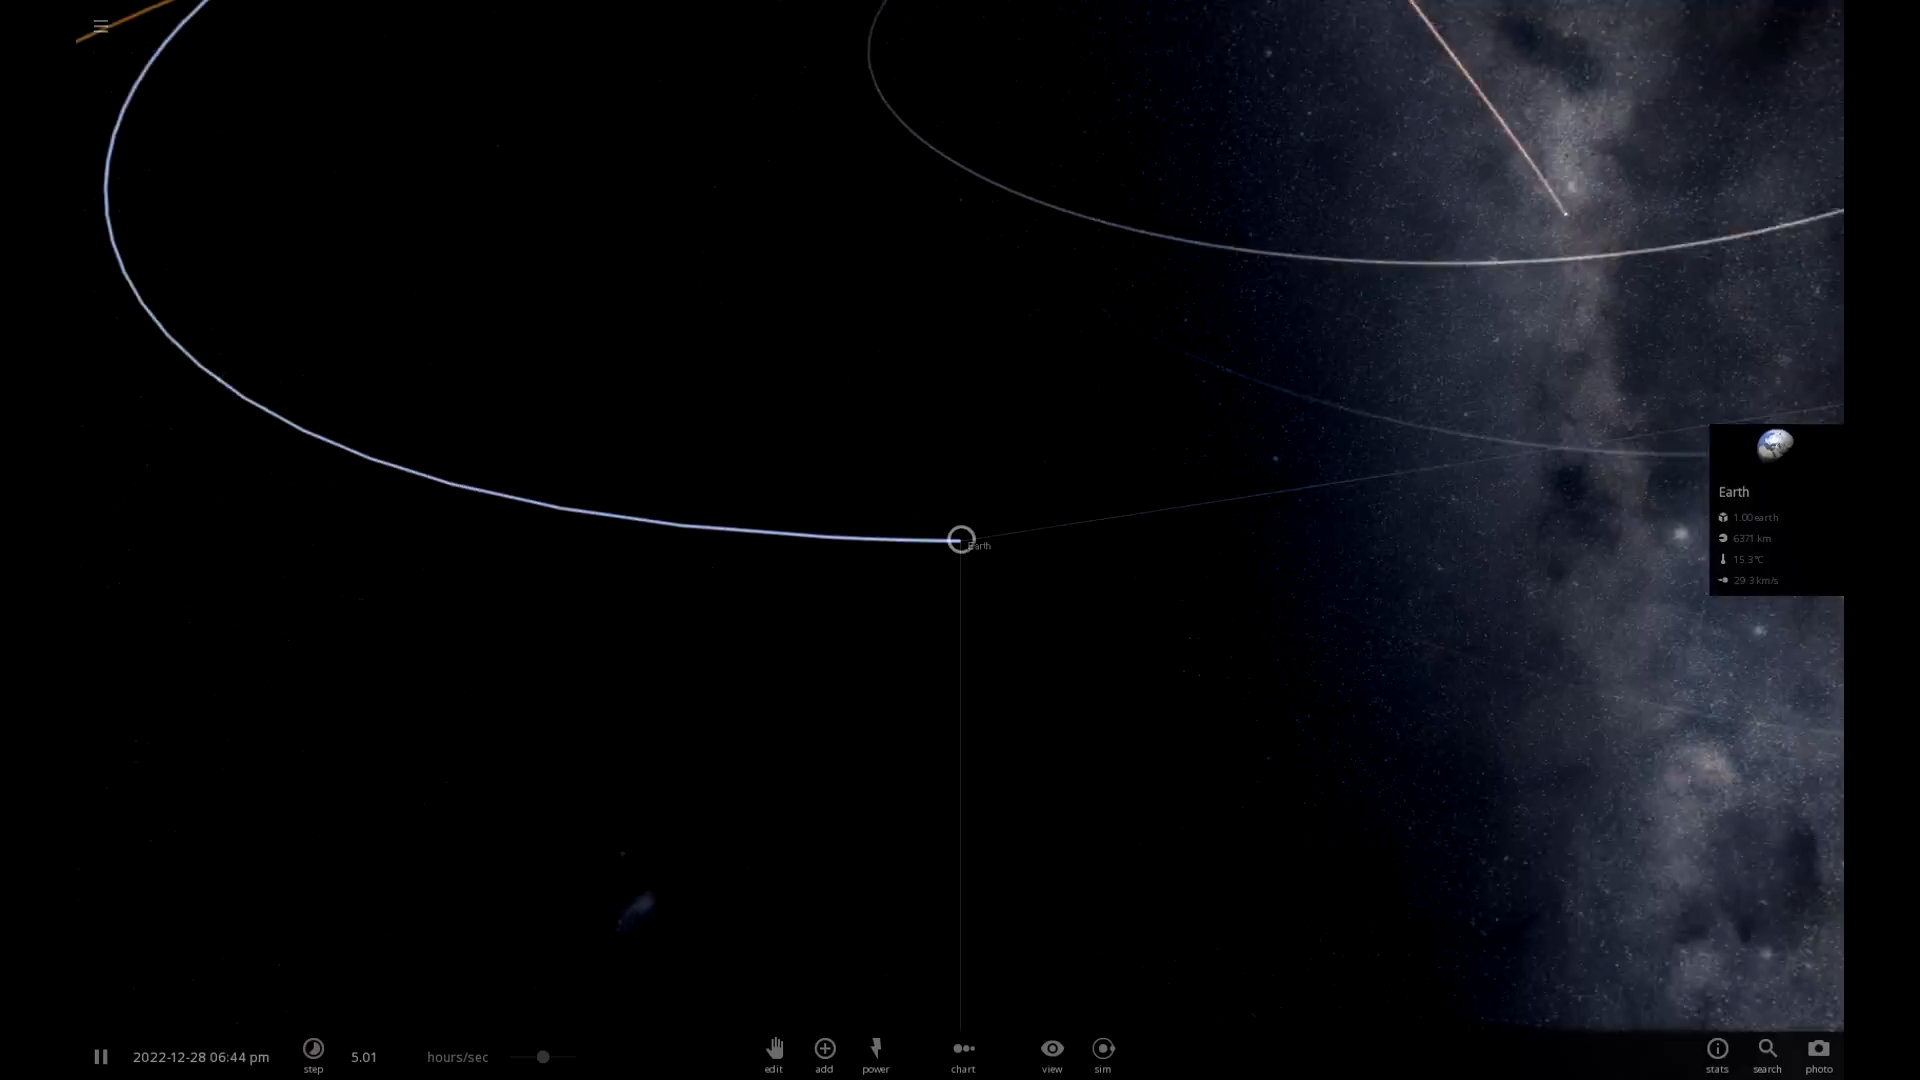 Earth
Earth
1.00 earth
6371 km
15.3 °C
29.3 km/s
2022-12-28 06:44 pm
step
5.01
hours/sec
edit
add
power
chart
view
sim
stats
search
photo